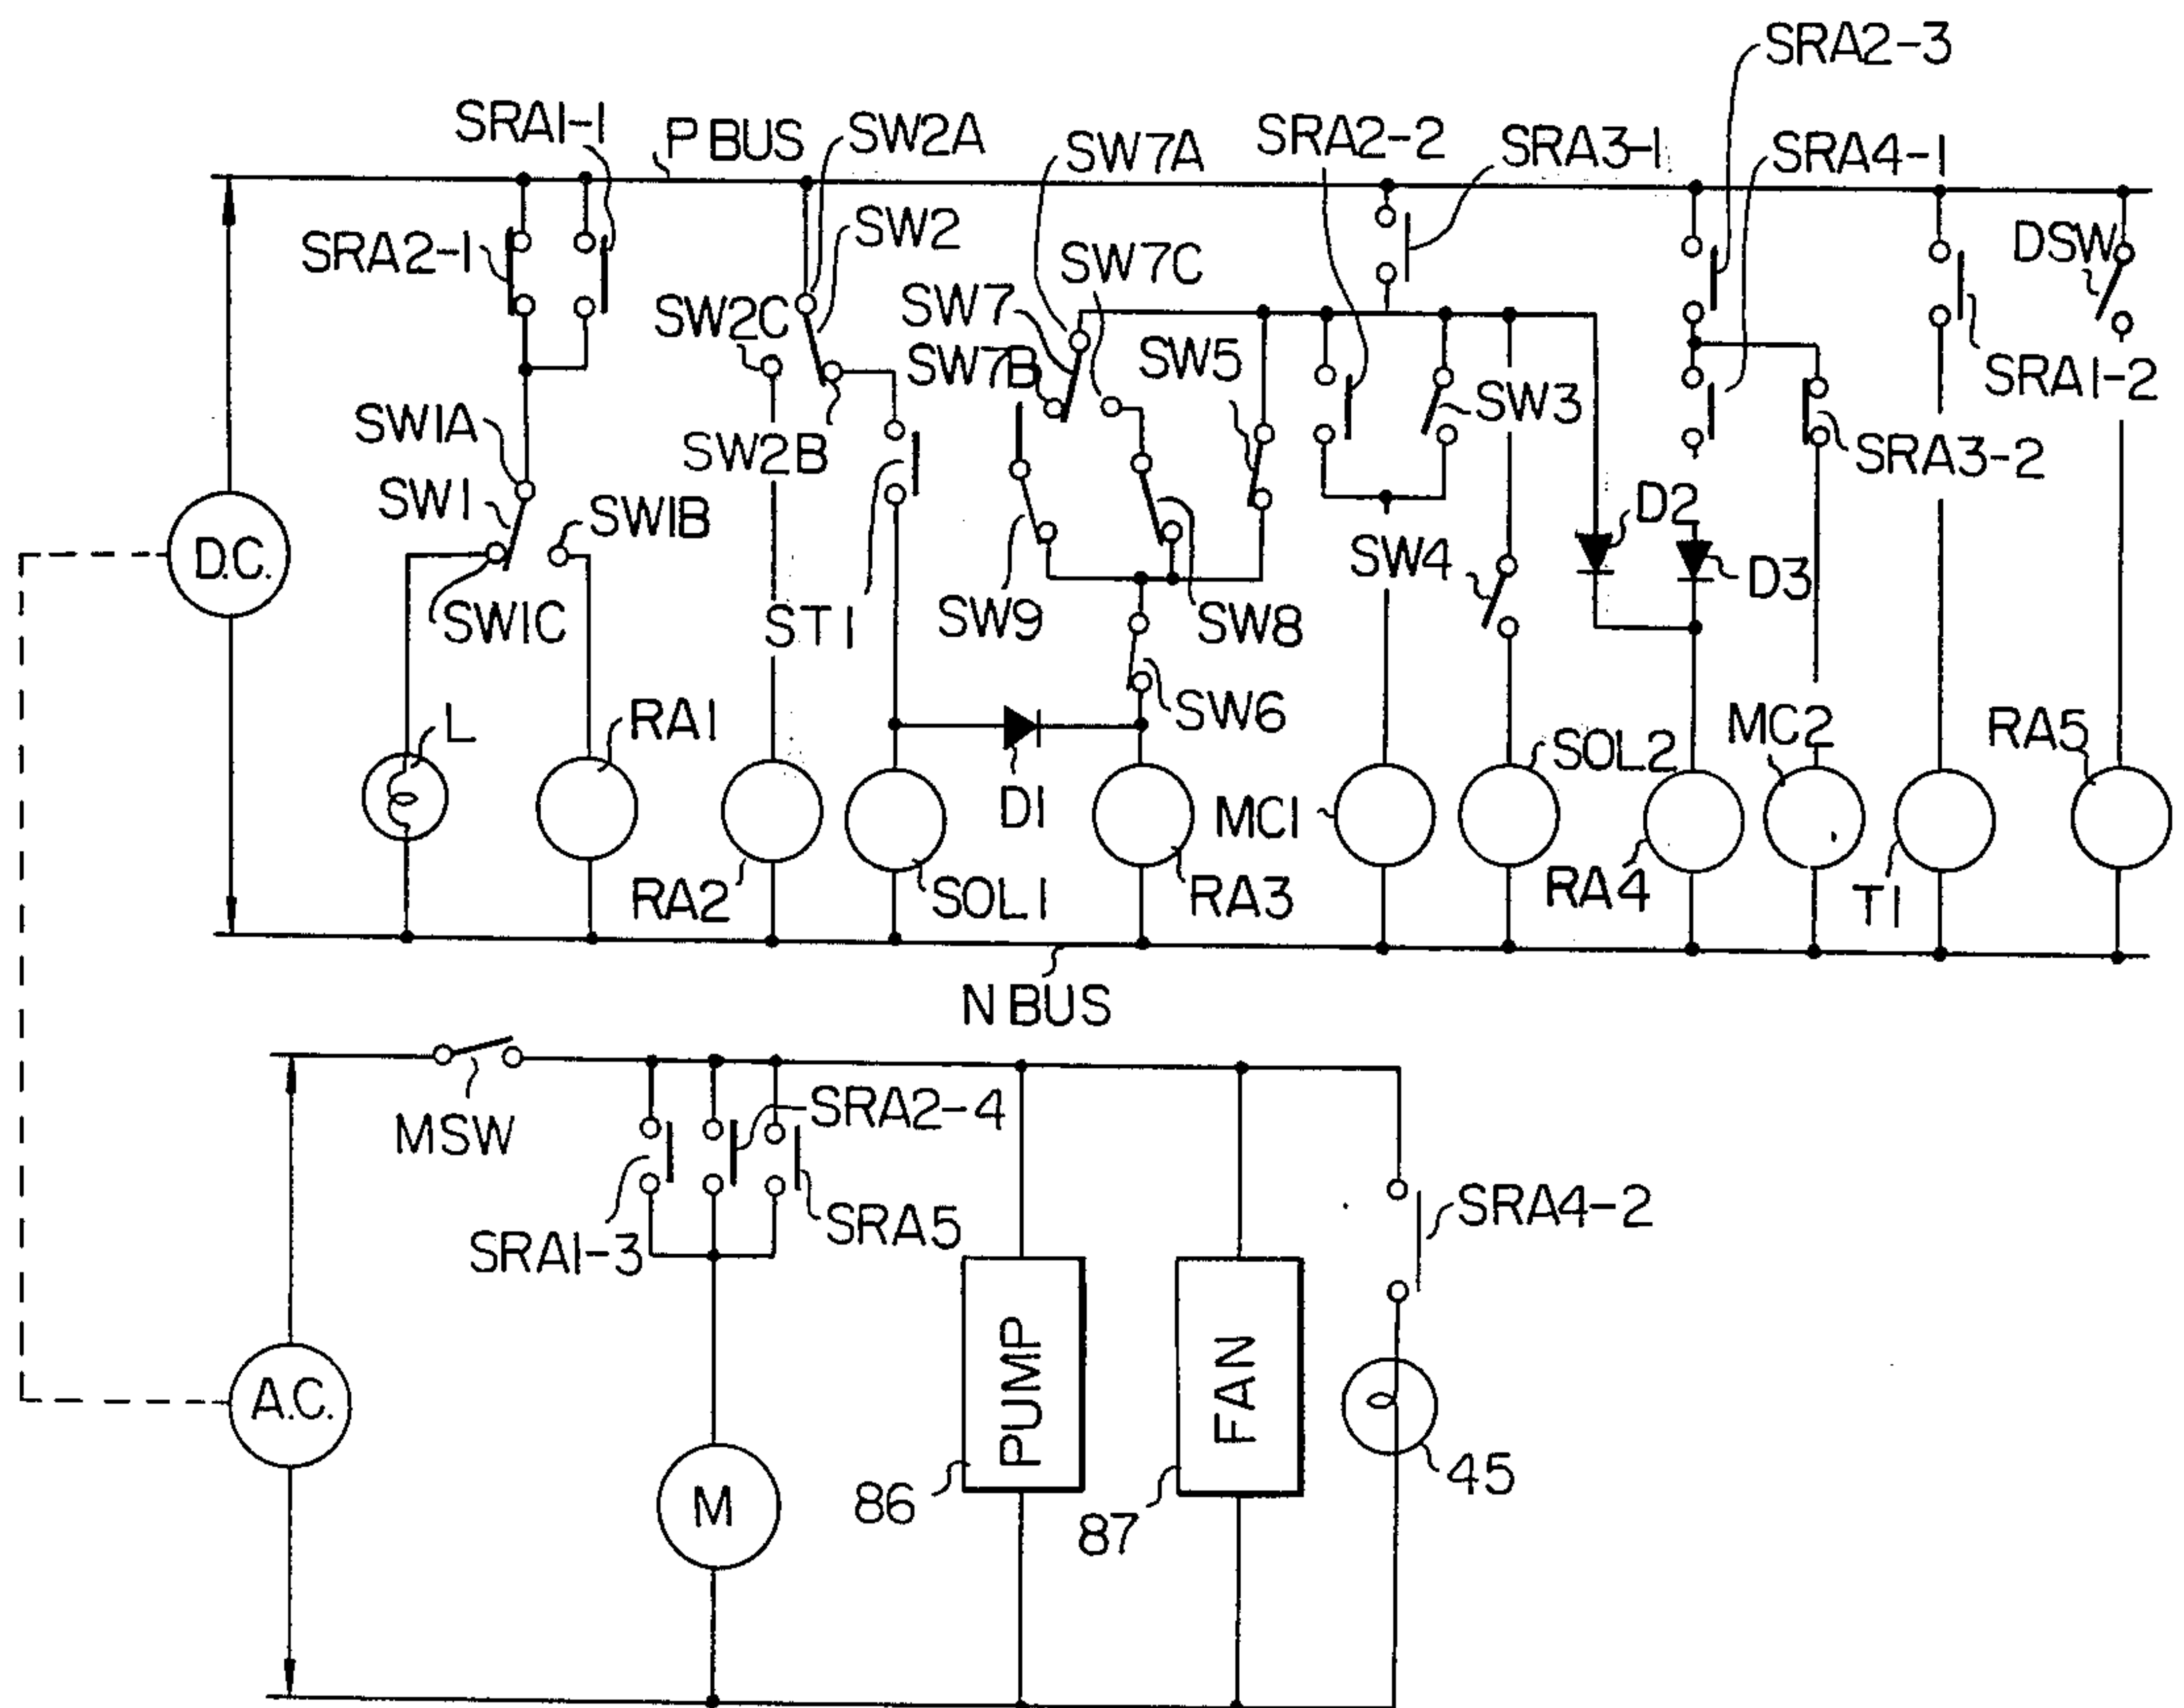 SRA2-3
SRA1-1
P BUS
SW2A
SW7A
SRA2-2
SRA3-1
SRA4-1
SRA2-1
SW2
SW7C
DSW
SW2C
SW7
SW7B
SW5
SW3
SRA1-2
SW1A
SW2B
SRA3-2
SW1
SW1B
D2
D.C.
SW4
D3
SW1C
ST1
SW9
SW8
L
RA1
SW6
SOL2
MC2
RA5
D1
MC1
RA2
SOL1
RA3
RA4
T1
N BUS
MSW
SRA2-4
SRA1-3
SRA5
SRA4-2
A.C.
PUMP
FAN
M
86
87
45